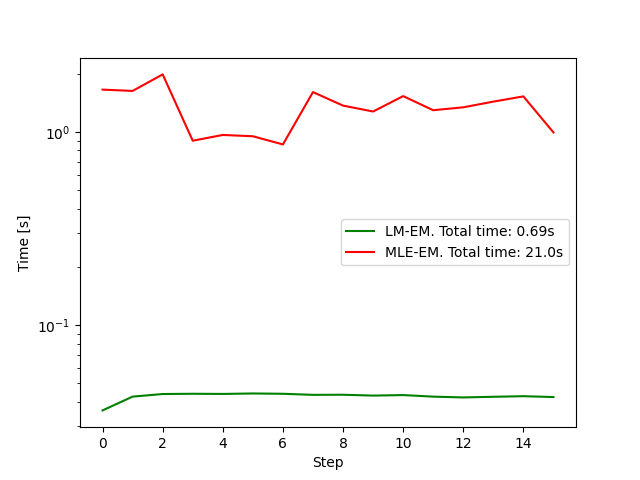 10⁰
Time [s]
LM-EM. Total time: 0.69s
MLE-EM. Total time: 21.0s
10⁻¹
0 2 4 6 8 10 12 14
Step